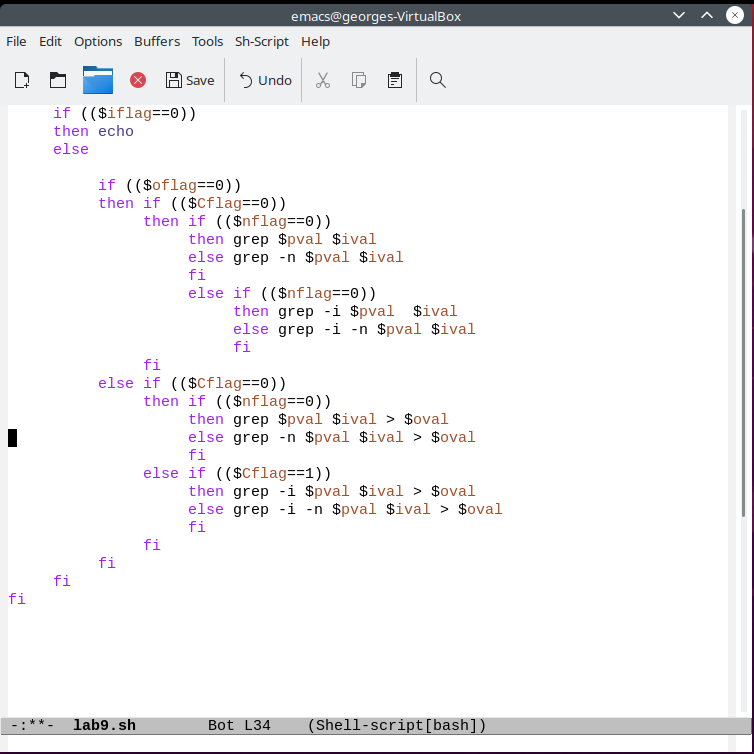 emacs@georges-VirtualBox
File Edit Options Buffers Tools Sh-Script Help
Save Undo
if (($iflag==0))
then echo
else
if (($oflag==0))
then if (($Cflag==0))
then if (($nflag==0))
then grep $pval $ival
else grep -n $pval $ival
fi
else if (($nflag==0))
then grep -i $pval  $ival
else grep -i -n $pval $ival
fi
fi
else if (($Cflag==0))
then if (($nflag==0))
then grep $pval $ival > $oval
else grep -n $pval $ival > $oval
fi
else if (($Cflag==1))
then grep -i $pval $ival > $oval
else grep -i -n $pval $ival > $oval
fi
fi
fi
fi
fi
-:**-  lab9.sh        Bot L34    (Shell-script[bash])